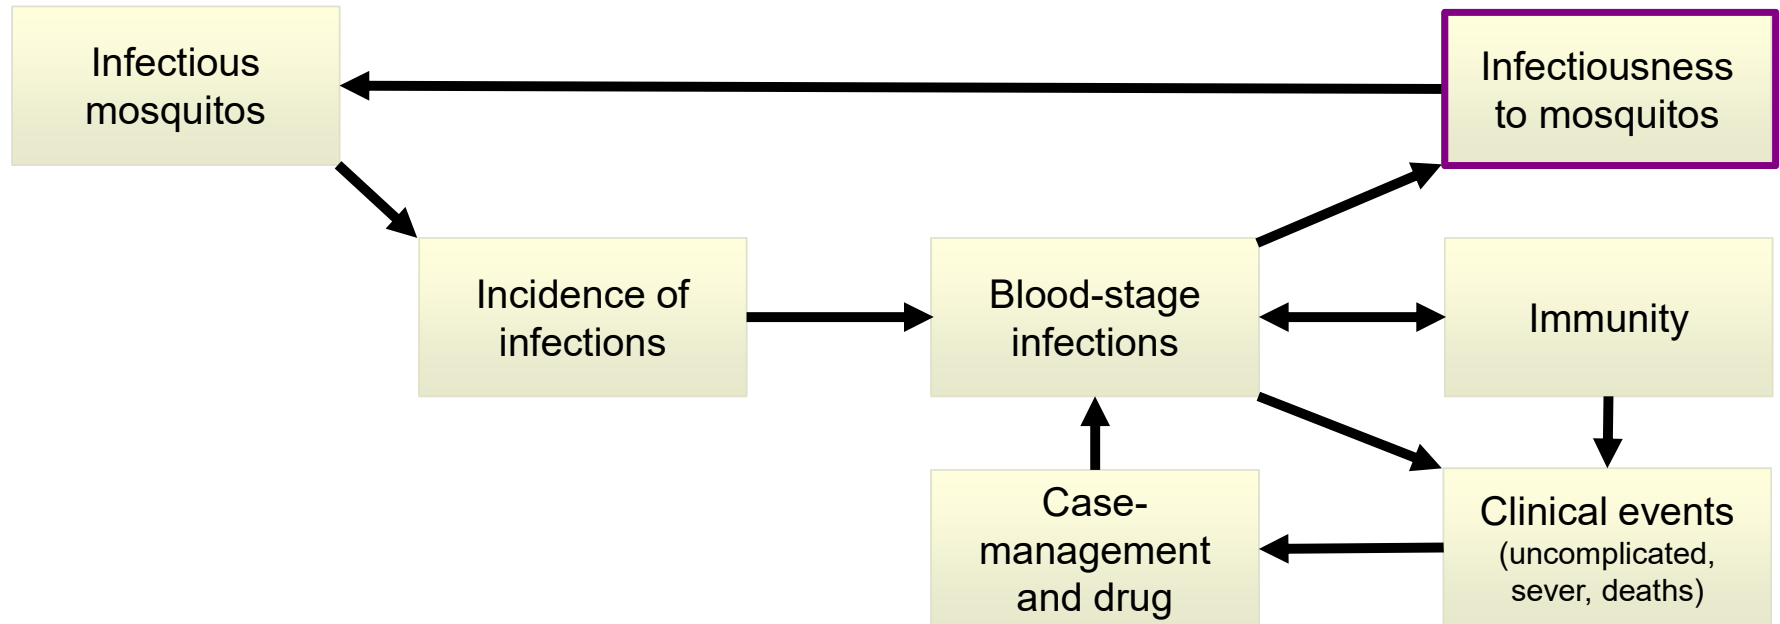 Infectious
mosquitos
Infectiousness
to mosquitos
Incidence of
infections
Blood-stage
infections
Immunity
Case-
management
and drug
Clinical events
(uncomplicated,
sever, deaths)